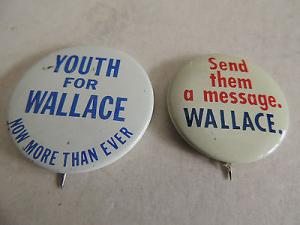 YOUTH
FOR
WALLACE
NOW MORE THAN EVER
Send
them
a message.
WALLACE.